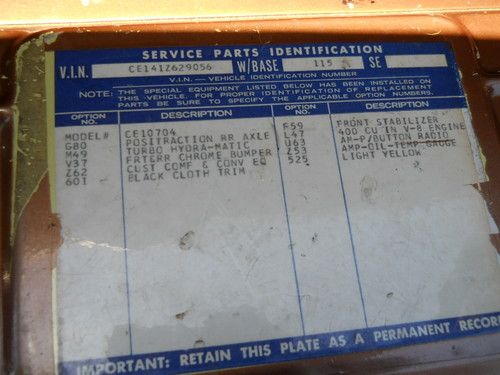 SERVICE PARTS IDENTIFICATION
V.I.N. CE141Z629056 W/BASE 115 SE
V.I.N.—VEHICLE IDENTIFICATION NUMBER
NOTE: THE SPECIAL EQUIPMENT LISTED BELOW HAS BEEN INSTALLED ON
THIS VEHICLE. FOR PROPER IDENTIFICATION OF REPLACEMENT
PARTS BE SURE TO SPECIFY THE APPLICABLE OPTION NUMBERS.
OPTION NO. DESCRIPTION OPTION NO. DESCRIPTION
MODEL# CE10704 F59 FRONT STABILIZER
G80 POSITRACTION RR AXLE L47 400 CU IN V-8 ENGINE
M49 TURBO HYDRA-MATIC U63 AM-P/BUTTON RADIO
V37 FRTERR CHROME BUMPER Z53 AMP-OIL-TEMP GAUGE
Z62 CUST COMF & CONV EQ 525 LIGHT YELLOW
601 BLACK CLOTH TRIM
IMPORTANT: RETAIN THIS PLATE AS A PERMANENT RECOR